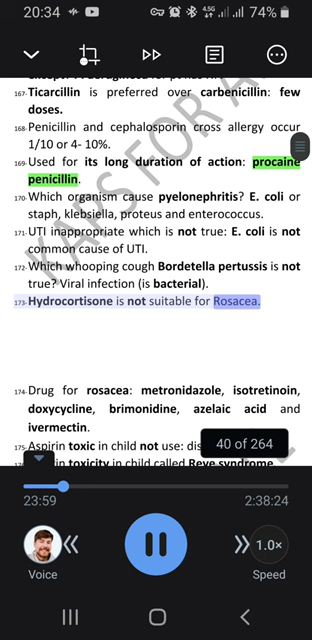 20:34
4.5G
74%
167- Ticarcillin is preferred over carbenicillin: few
doses.
168- Penicillin and cephalosporin cross allergy occur
1/10 or 4- 10%.
169- Used for its long duration of action: procaine
penicillin.
170- Which organism cause pyelonephritis? E. coli or
staph, klebsiella, proteus and enterococcus.
171- UTI inappropriate which is not true: E. coli is not
common cause of UTI.
172- Which whooping cough Bordetella pertussis is not
true? Viral infection (is bacterial).
173- Hydrocortisone is not suitable for Rosacea.
174- Drug for rosacea: metronidazole, isotretinoin,
doxycycline, brimonidine, azelaic acid and
ivermectin.
175- Aspirin toxic in child not use:
40 of 264
in toxicity in child called Reye syndrome.
KAPS FOR A
23:59
2:38:24
1.0×
Voice
Speed